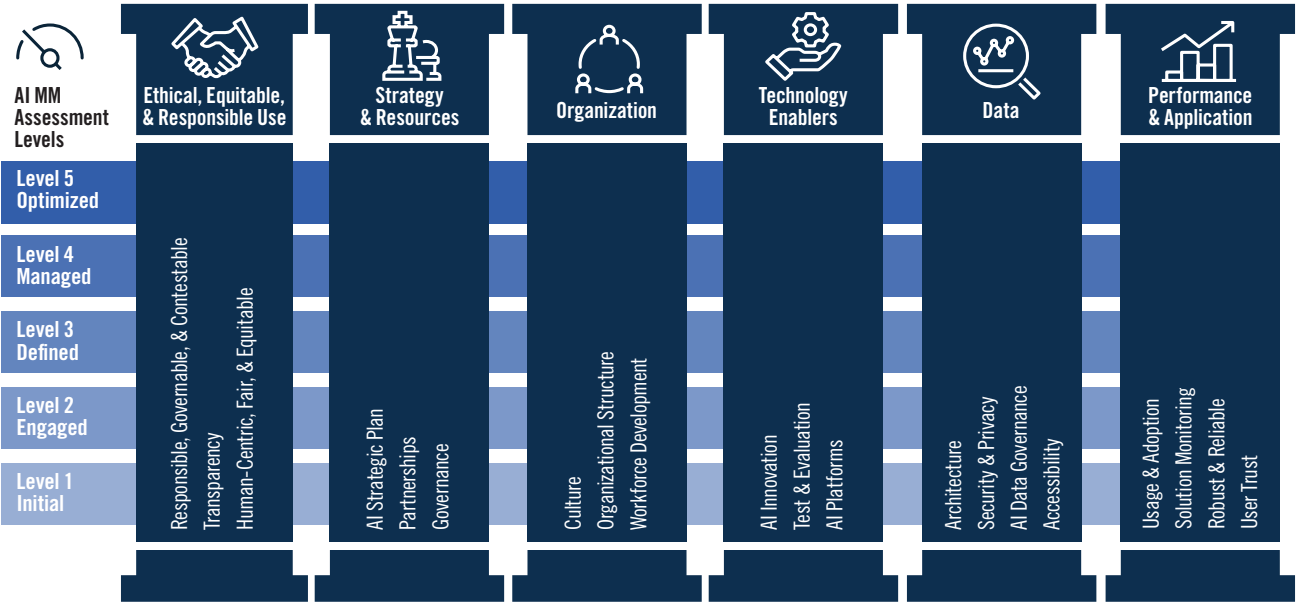 AI MM
Assessment
Levels
Ethical, Equitable,
& Responsible Use
Strategy
& Resources
Organization
Technology
Enablers
Data
Performance
& Application
Level 5
Optimized
Level 4
Managed
Level 3
Defined
Level 2
Engaged
Level 1
Initial
Responsible, Governable, & Contestable
Transparency
Human-Centric, Fair, & Equitable
AI Strategic Plan
Partnerships
Governance
Culture
Organizational Structure
Workforce Development
AI Innovation
Test & Evaluation
AI Platforms
Architecture
Security & Privacy
AI Data Governance
Accessibility
Usage & Adoption
Solution Monitoring
Robust & Reliable
User Trust